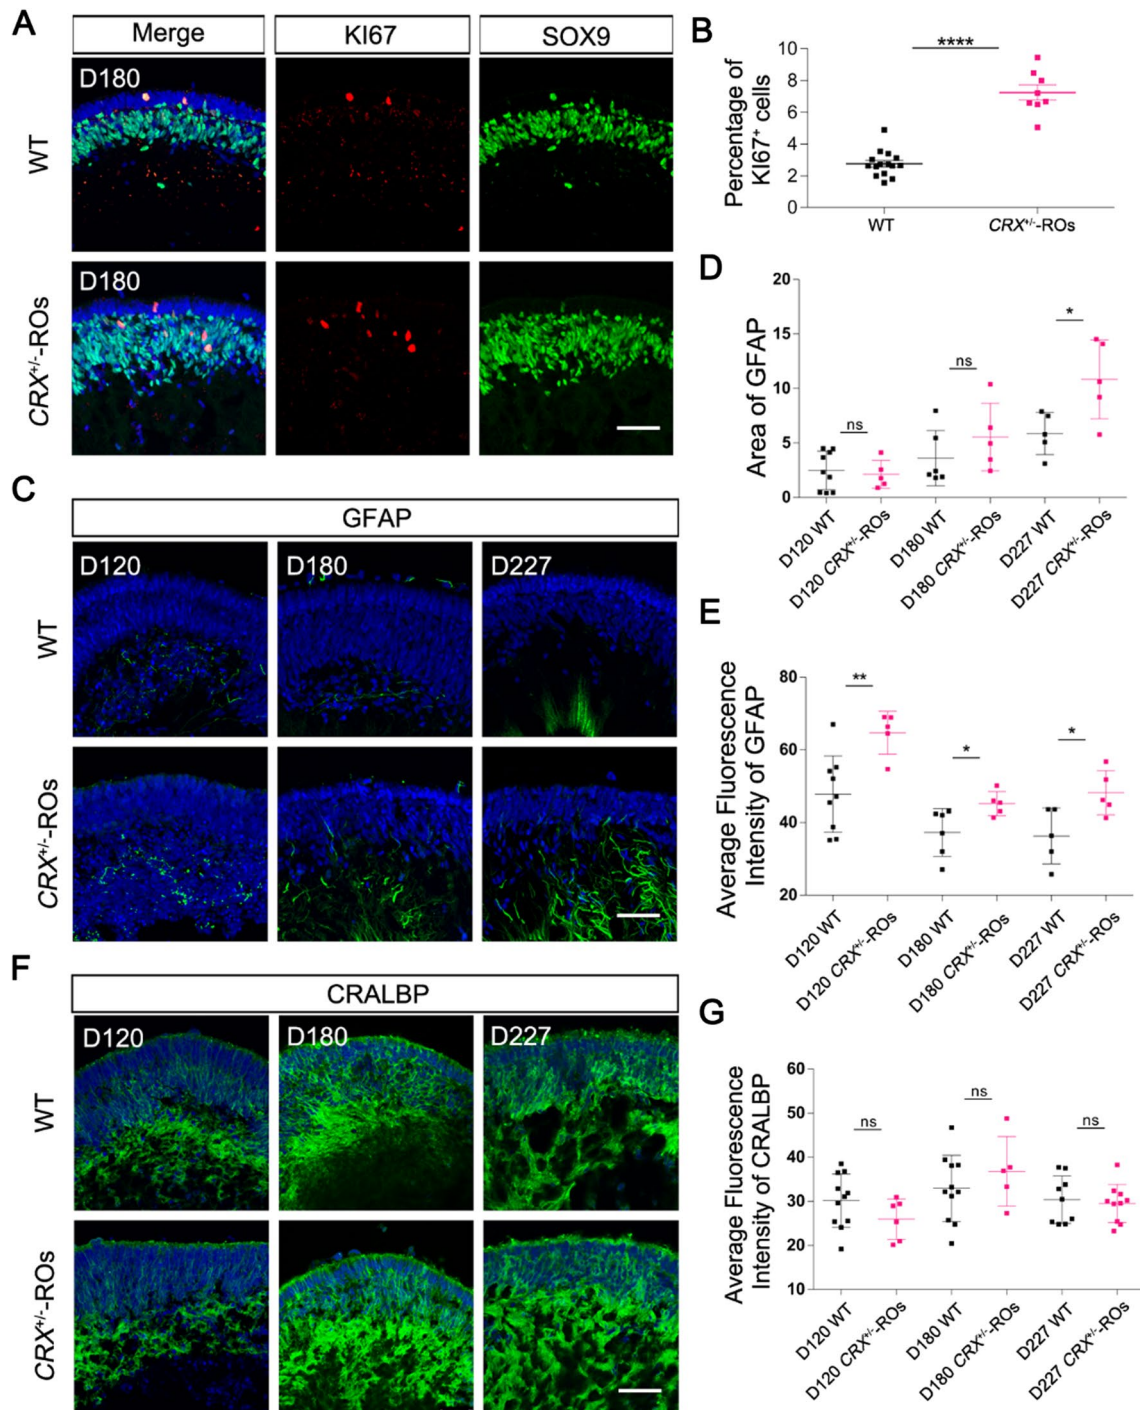 A
Merge
KI67
SOX9
D180
WT
D180
CRX+/--ROs
B
Percentage of
KI67+ cells
10
8
6
4
2
0
****
WT
CRX+/--ROs
C
GFAP
D120
D180
D227
WT
CRX+/--ROs
D
Area of GFAP
20
15
10
5
0
ns
ns
*
D120 WT
D120 CRX+/--ROs
D180 WT
D180 CRX+/--ROs
D227 WT
D227 CRX+/--ROs
E
Average Fluorescence
Intensity of GFAP
80
60
40
20
**
*
*
D120 WT
D120 CRX+/--ROs
D180 WT
D180 CRX+/--ROs
D227 WT
D227 CRX+/--ROs
F
CRALBP
D120
D180
D227
WT
CRX+/--ROs
G
Average Fluorescence
Intensity of CRALBP
60
50
40
30
20
10
ns
ns
ns
D120 WT
D120 CRX+/--ROs
D180 WT
D180 CRX+/--ROs
D227 WT
D227 CRX+/--ROs